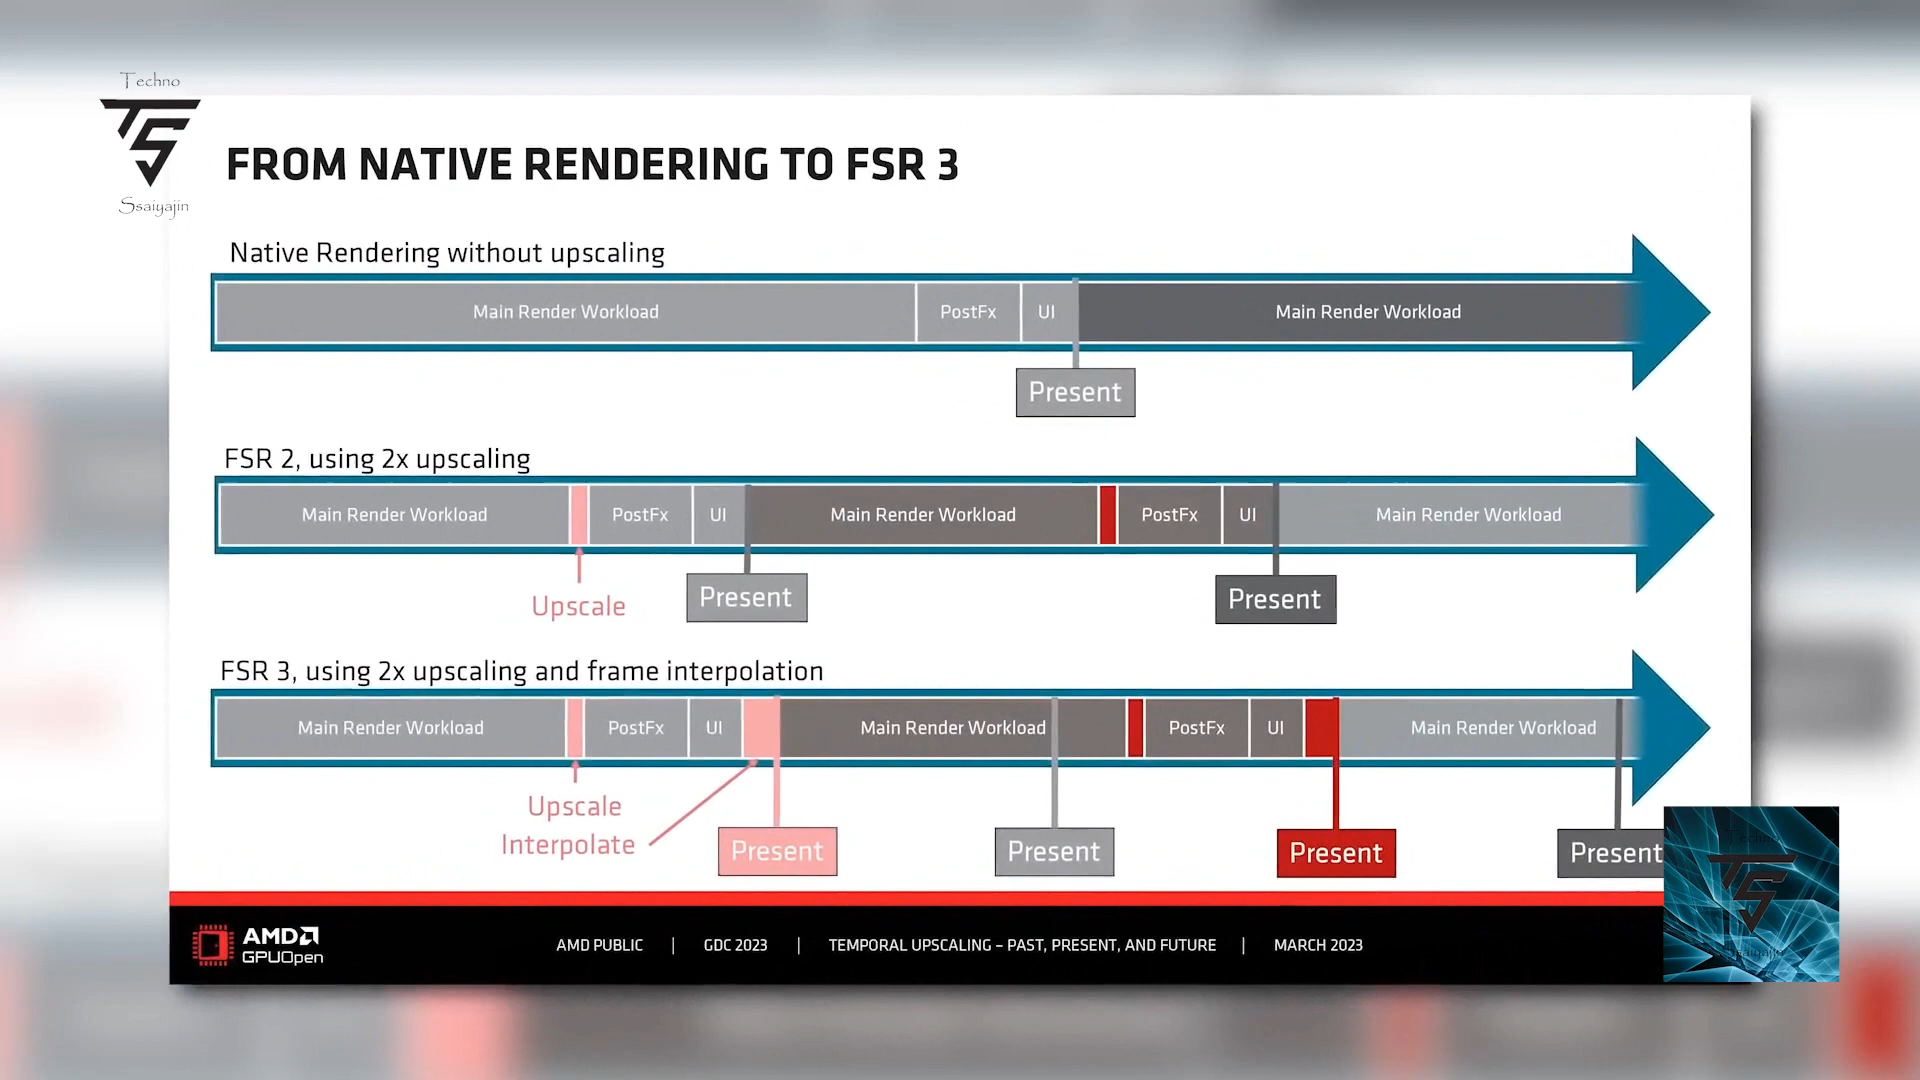 Techno
TS
Ssaiyajin
FROM NATIVE RENDERING TO FSR 3
Native Rendering without upscaling
Main Render Workload PostFx UI Main Render Workload
Present
FSR 2, using 2x upscaling
Main Render Workload PostFx UI Main Render Workload PostFx UI Main Render Workload
Upscale Present Present
FSR 3, using 2x upscaling and frame interpolation
Main Render Workload PostFx UI Main Render Workload PostFx UI Main Render Workload
Upscale
Interpolate
Present Present Present Present
Techno
TS
Ssaiyajin
AMD
GPUOpen
AMD PUBLIC | GDC 2023 | TEMPORAL UPSCALING – PAST, PRESENT, AND FUTURE | MARCH 2023